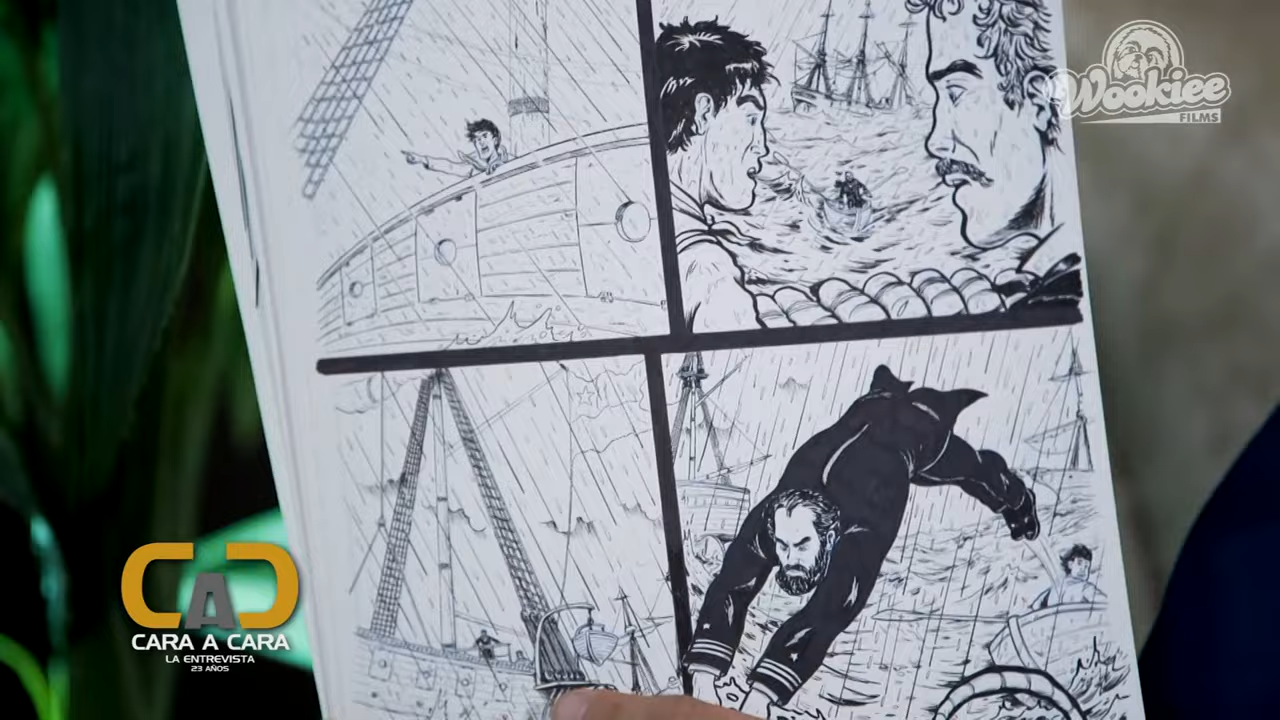 Wookiee
FILMS
CAC
CARA A CARA
LA ENTREVISTA
23 AÑOS